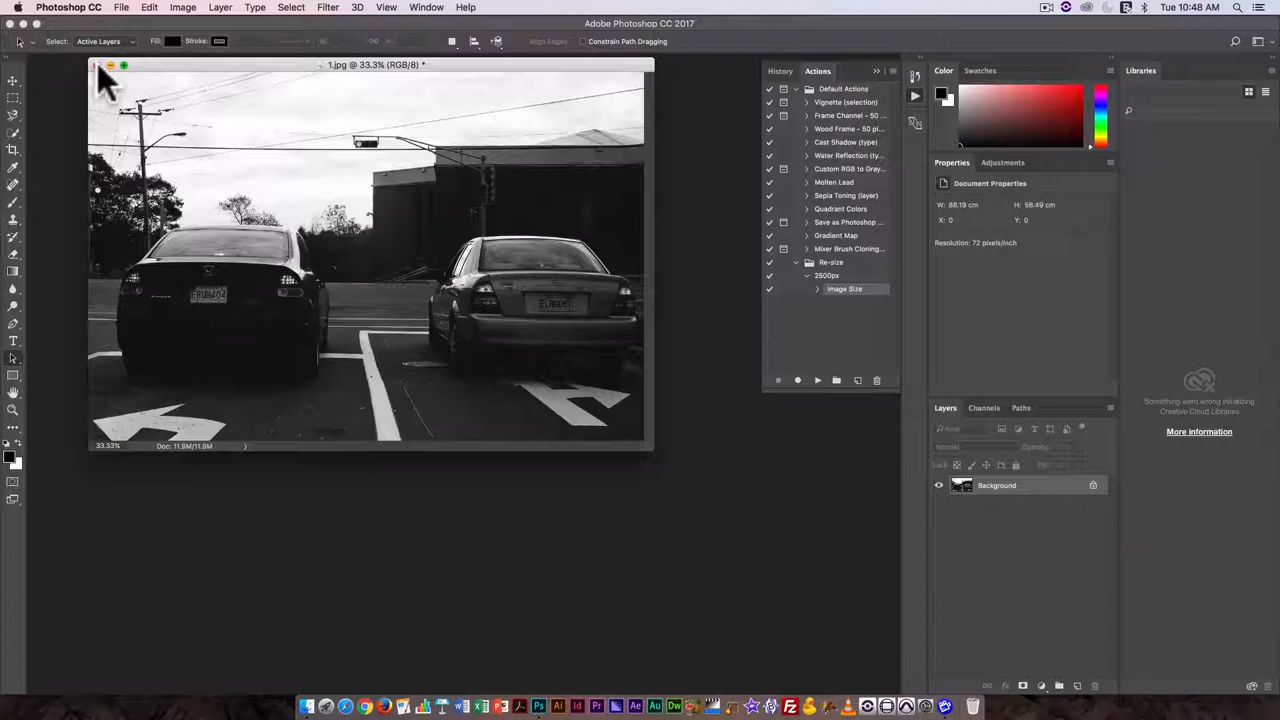 Photoshop CC File Edit Image Layer Type Select Filter 3D View Window Help Tue 10:48 AM
Adobe Photoshop CC 2017
Select: Active Layers Fill: Stroke: W: H: Align Edges Constrain Path Dragging
1.jpg @ 33.3% (RGB/8) *
33.33% Doc: 11.9M/11.9M
History Actions
Default Actions
Vignette (selection)
Frame Channel - 50 ...
Wood Frame - 50 pi...
Cast Shadow (type)
Water Reflection (ty...
Custom RGB to Gray...
Molten Lead
Sepia Toning (layer)
Quadrant Colors
Save as Photoshop ...
Gradient Map
Mixer Brush Cloning...
Re-size
2500px
Image Size
Color Swatches
Properties Adjustments
Document Properties
W: 88.19 cm H: 58.49 cm
X: 0 Y: 0
Resolution: 72 pixels/inch
Layers Channels Paths
Kind
Normal Opacity:
Lock:
Background
Libraries
Something went wrong initializing
Creative Cloud Libraries
More information